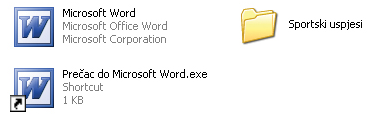 Microsoft Word
Microsoft Office Word
Microsoft Corporation
Sportski uspjesi
Prečac do Microsoft Word.exe
Shortcut
1 KB